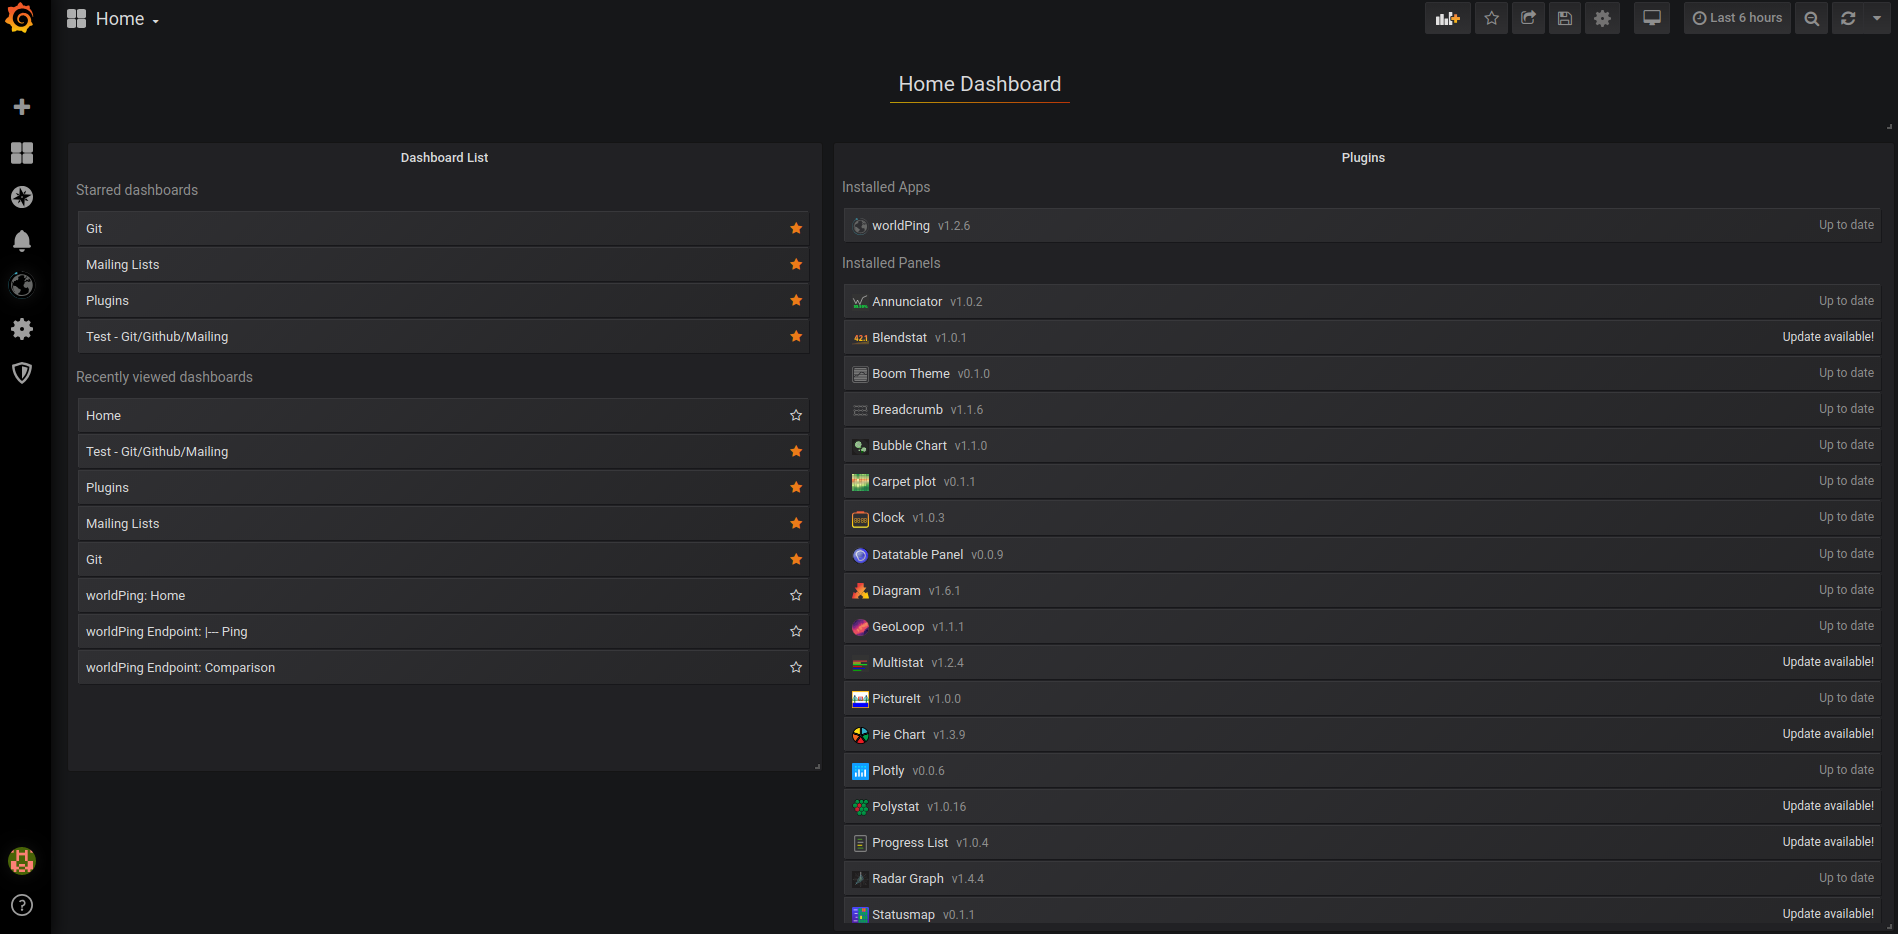 Home
Last 6 hours
Home Dashboard
Dashboard List
Starred dashboards
Git
Mailing Lists
Plugins
Test - Git/Github/Mailing
Recently viewed dashboards
Home
Test - Git/Github/Mailing
Plugins
Mailing Lists
Git
worldPing: Home
worldPing Endpoint: |--- Ping
worldPing Endpoint: Comparison
Plugins
Installed Apps
worldPing v1.2.6 Up to date
Installed Panels
Annunciator v1.0.2 Up to date
42.1 Blendstat v1.0.1 Update available!
Boom Theme v0.1.0 Up to date
Breadcrumb v1.1.6 Up to date
Bubble Chart v1.1.0 Up to date
Carpet plot v0.1.1 Up to date
Clock v1.0.3 Up to date
Datatable Panel v0.0.9 Up to date
Diagram v1.6.1 Up to date
GeoLoop v1.1.1 Up to date
Multistat v1.2.4 Update available!
PictureIt v1.0.0 Up to date
Pie Chart v1.3.9 Update available!
Plotly v0.0.6 Up to date
Polystat v1.0.16 Update available!
Progress List v1.0.4 Update available!
Radar Graph v1.4.4 Up to date
Statusmap v0.1.1 Update available!